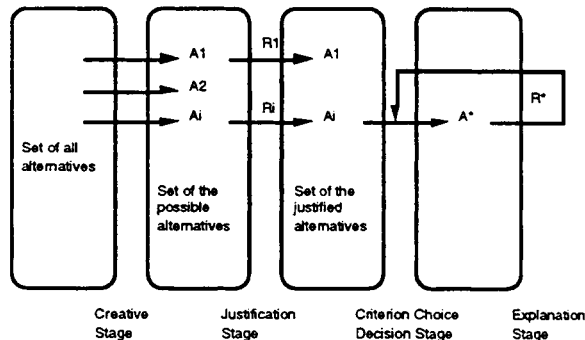 A1
R1
A1
A2
R*
Ai
Ri
Ai
A*
Set of all
alternatives
Set of the
possible
alternatives
Set of the
justified
alternatives
Creative
Stage
Justification
Stage
Criterion Choice
Decision Stage
Explanation
Stage